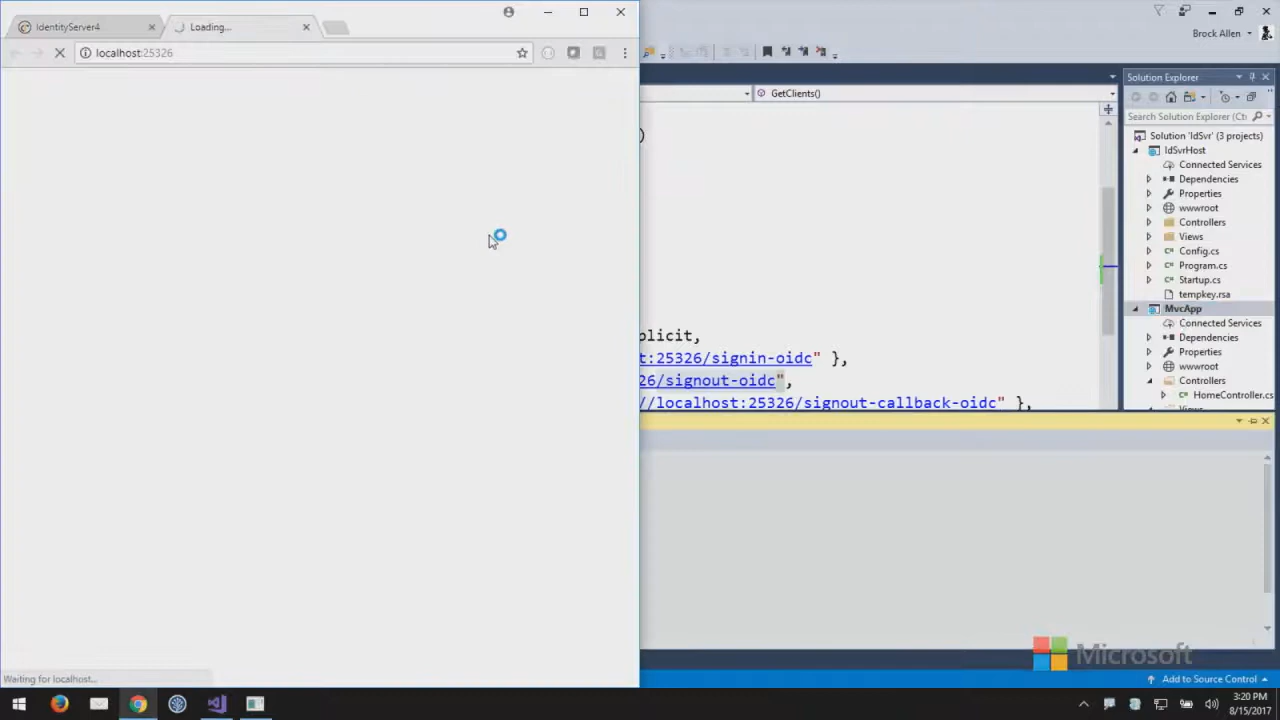 IdentityServer4
Loading...
localhost:25326
Waiting for localhost...
Brock Allen
GetClients()
)
plicit,
t:25326/signin-oidc" },
26/signout-oidc",
//localhost:25326/signout-callback-oidc" },
Solution Explorer
Search Solution Explorer (Ct
Solution 'IdSvr' (3 projects)
IdSvrHost
Connected Services
Dependencies
Properties
wwwroot
Controllers
Views
Config.cs
Program.cs
Startup.cs
tempkey.rsa
MvcApp
Connected Services
Dependencies
Properties
wwwroot
Controllers
HomeController.cs
Views
Microsoft
Add to Source Control
3:20 PM
8/15/2017